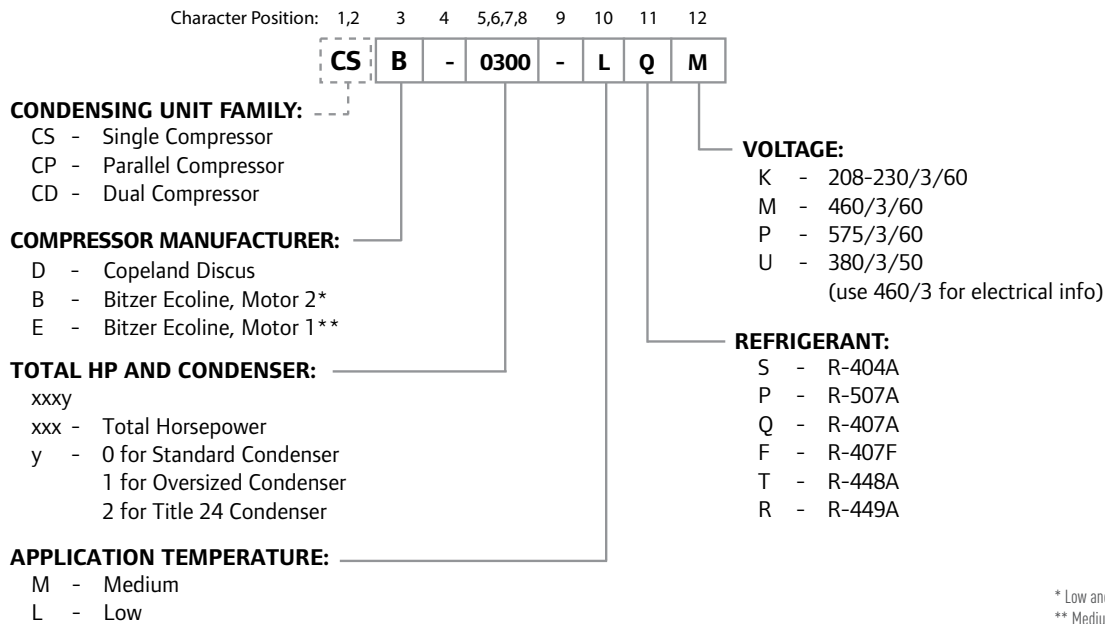 Character Position: 1,2 3 4 5,6,7,8 9 10 11 12
CS B - 0300 - L Q M
CONDENSING UNIT FAMILY:
CS - Single Compressor
CP - Parallel Compressor
CD - Dual Compressor
COMPRESSOR MANUFACTURER:
D - Copeland Discus
B - Bitzer Ecoline, Motor 2*
E - Bitzer Ecoline, Motor 1**
TOTAL HP AND CONDENSER:
xxxy
xxx - Total Horsepower
y - 0 for Standard Condenser
1 for Oversized Condenser
2 for Title 24 Condenser
APPLICATION TEMPERATURE:
M - Medium
L - Low
VOLTAGE:
K - 208-230/3/60
M - 460/3/60
P - 575/3/60
U - 380/3/50
(use 460/3 for electrical info)
REFRIGERANT:
S - R-404A
P - R-507A
Q - R-407A
F - R-407F
T - R-448A
R - R-449A
* Low
**